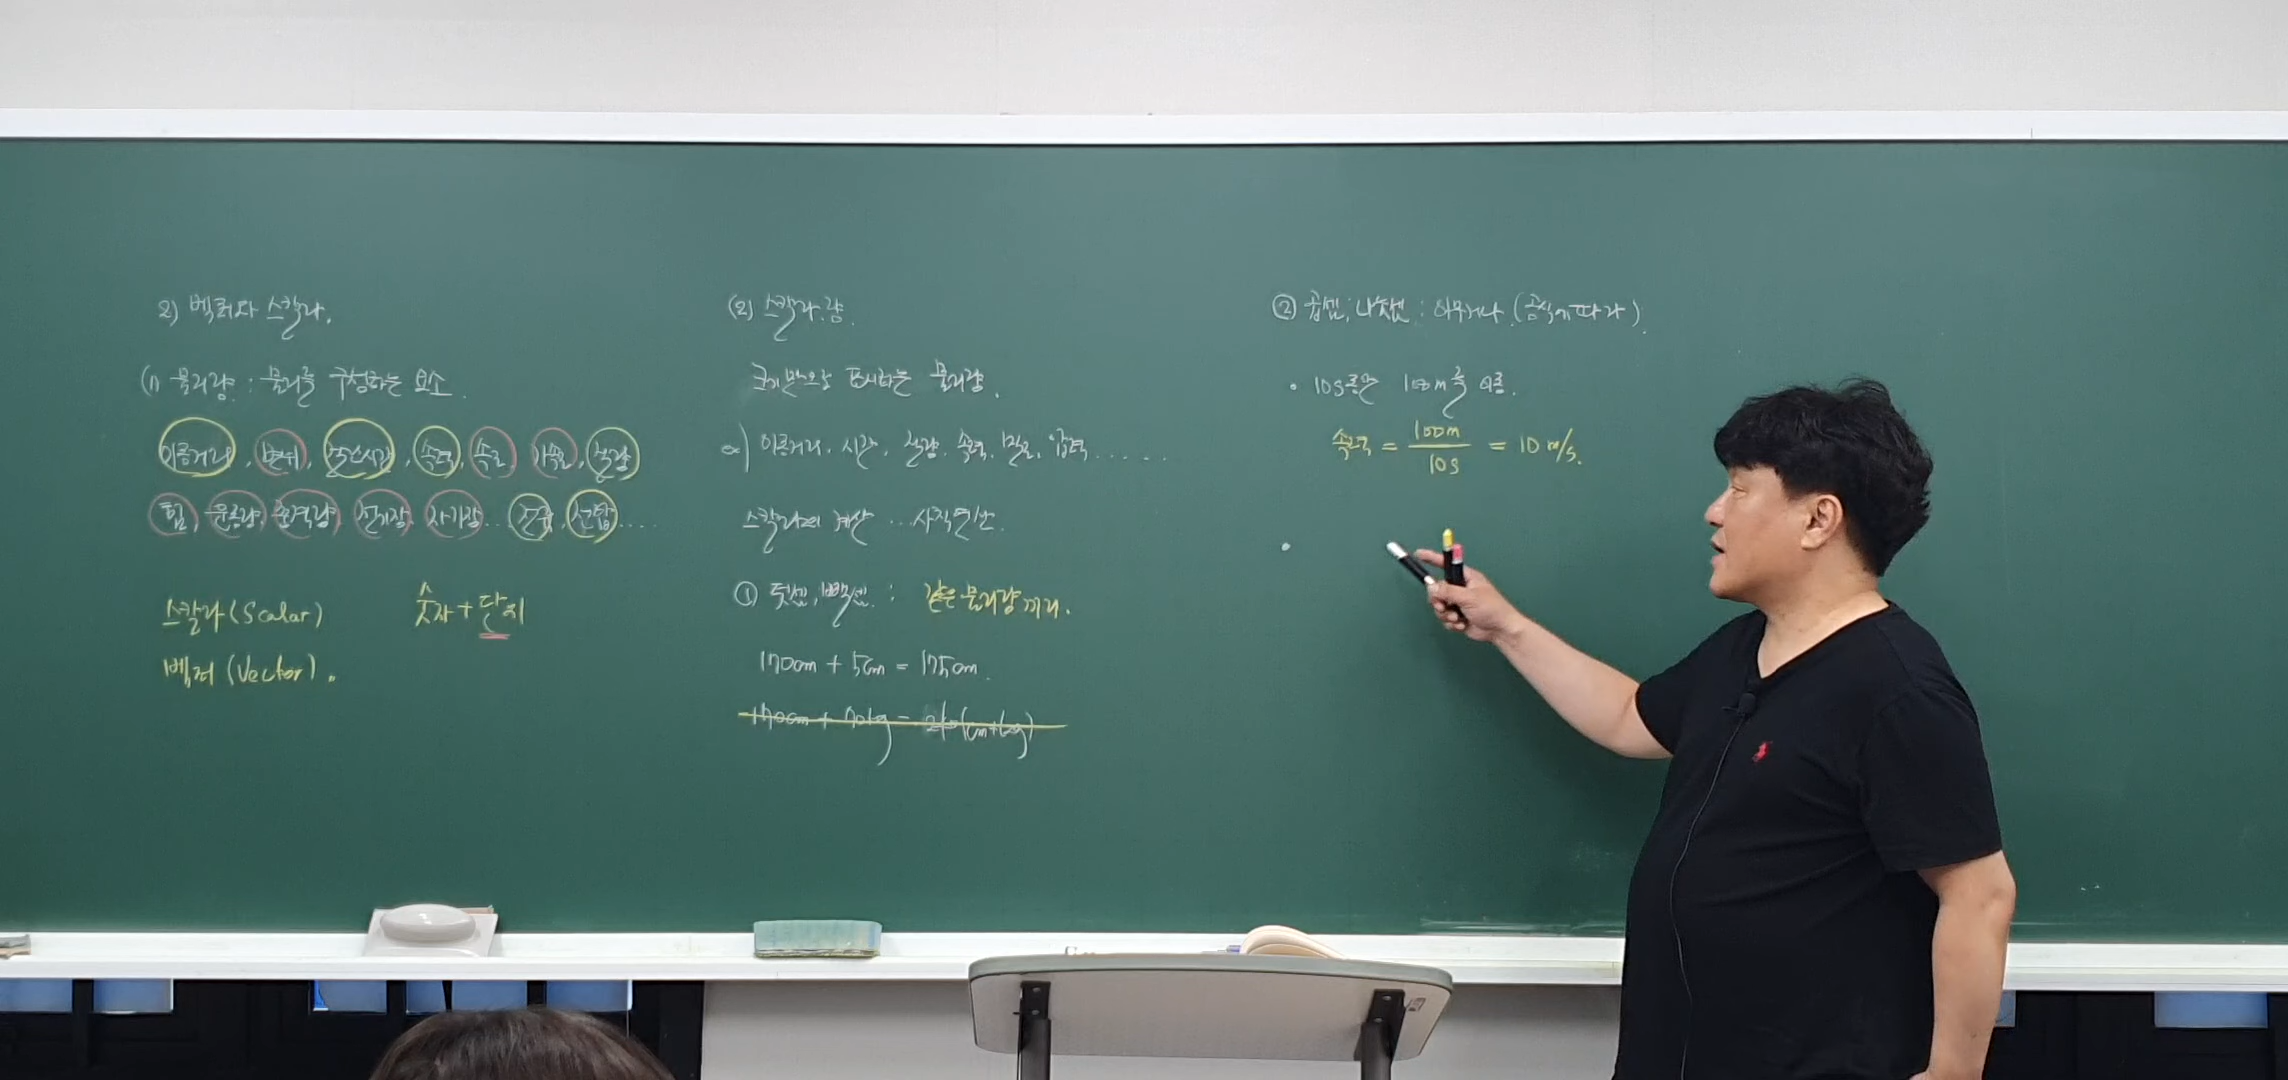 2) 벡터와 스칼라.
(1) 물리량 : 물리를 구성하는 요소.
이동거리, 변위, 걸린시간, 속력, 속도, 가속도, 질량
힘, 운동량, 충격량, 전기장, 자기장... 전류, 전압.....
스칼라 (Scalar) 숫자 + 단위
벡터 (Vector).
(2) 스칼라 량.
크기만으로 표시하는 물리량.
ex) 이동거리, 시간, 질량, 속력, 밀도, 압력......
스칼라의 계산 ... 사칙연산.
① 덧셈, 뺄셈 : 같은 물리량끼리.
170cm + 5cm = 175cm.
170cm + 70kg = 240(cm+kg)
② 곱셈, 나눗셈 : 아무거나 (공식에 따라).
• 10s동안 100m를 이동.
속력 = 100m / 10s = 10 m/s.
•